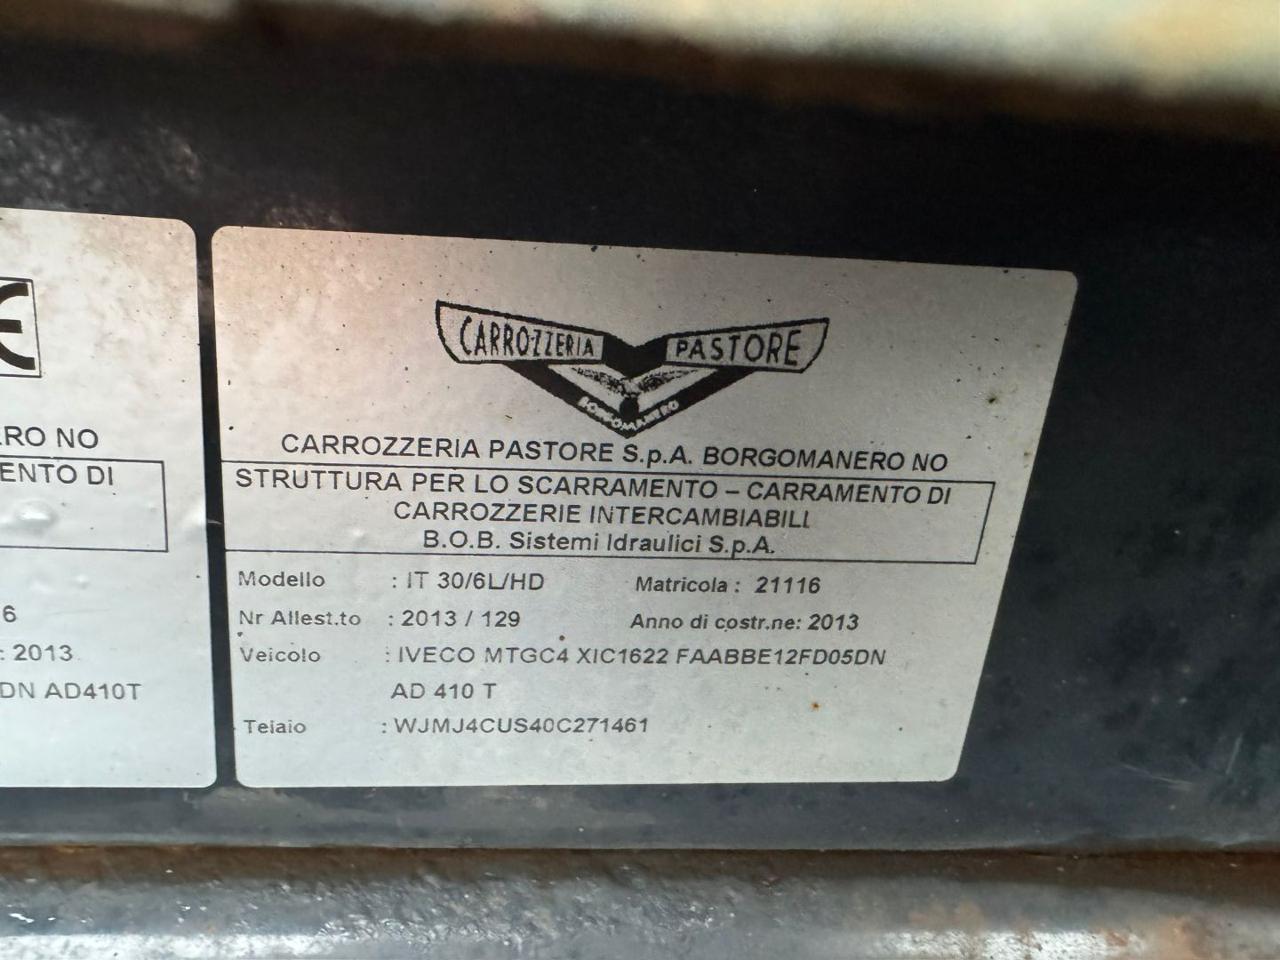 CE
RO NO
ENTO DI
6
: 2013
DN AD410T
CARROZZERIA PASTORE
BORGOMANERO
CARROZZERIA PASTORE S.p.A. BORGOMANERO NO
STRUTTURA PER LO SCARRAMENTO – CARRAMENTO DI
CARROZZERIE INTERCAMBIABILI
B.O.B. Sistemi Idraulici S.p.A.
Modello : IT 30/6L/HD Matricola : 21116
Nr Allest.to : 2013 / 129 Anno di costr.ne: 2013
Veicolo : IVECO MTGC4 XIC1622 FAABBE12FD05DN
AD 410 T
Telaio : WJMJ4CUS40C271461